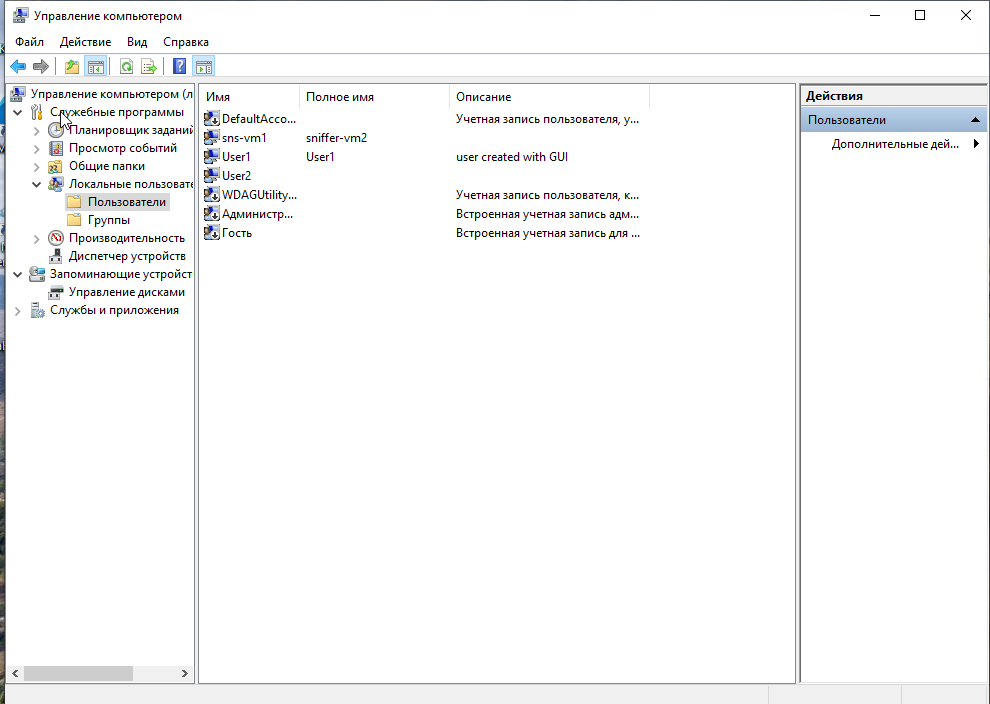 Управление компьютером
Файл Действие Вид Справка
Управление компьютером (л
Служебные программы
Планировщик заданий
Просмотр событий
Общие папки
Локальные пользовате
Пользователи
Группы
Производительность
Диспетчер устройств
Запоминающие устройст
Управление дисками
Службы и приложения
Имя Полное имя Описание
DefaultAcco... Учетная запись пользователя, у...
sns-vm1 sniffer-vm2
User1 User1 user created with GUI
User2
WDAGUtility... Учетная запись пользователя, к...
Администр... Встроенная учетная запись адм...
Гость Встроенная учетная запись для ...
Действия
Пользователи
Дополнительные дей...